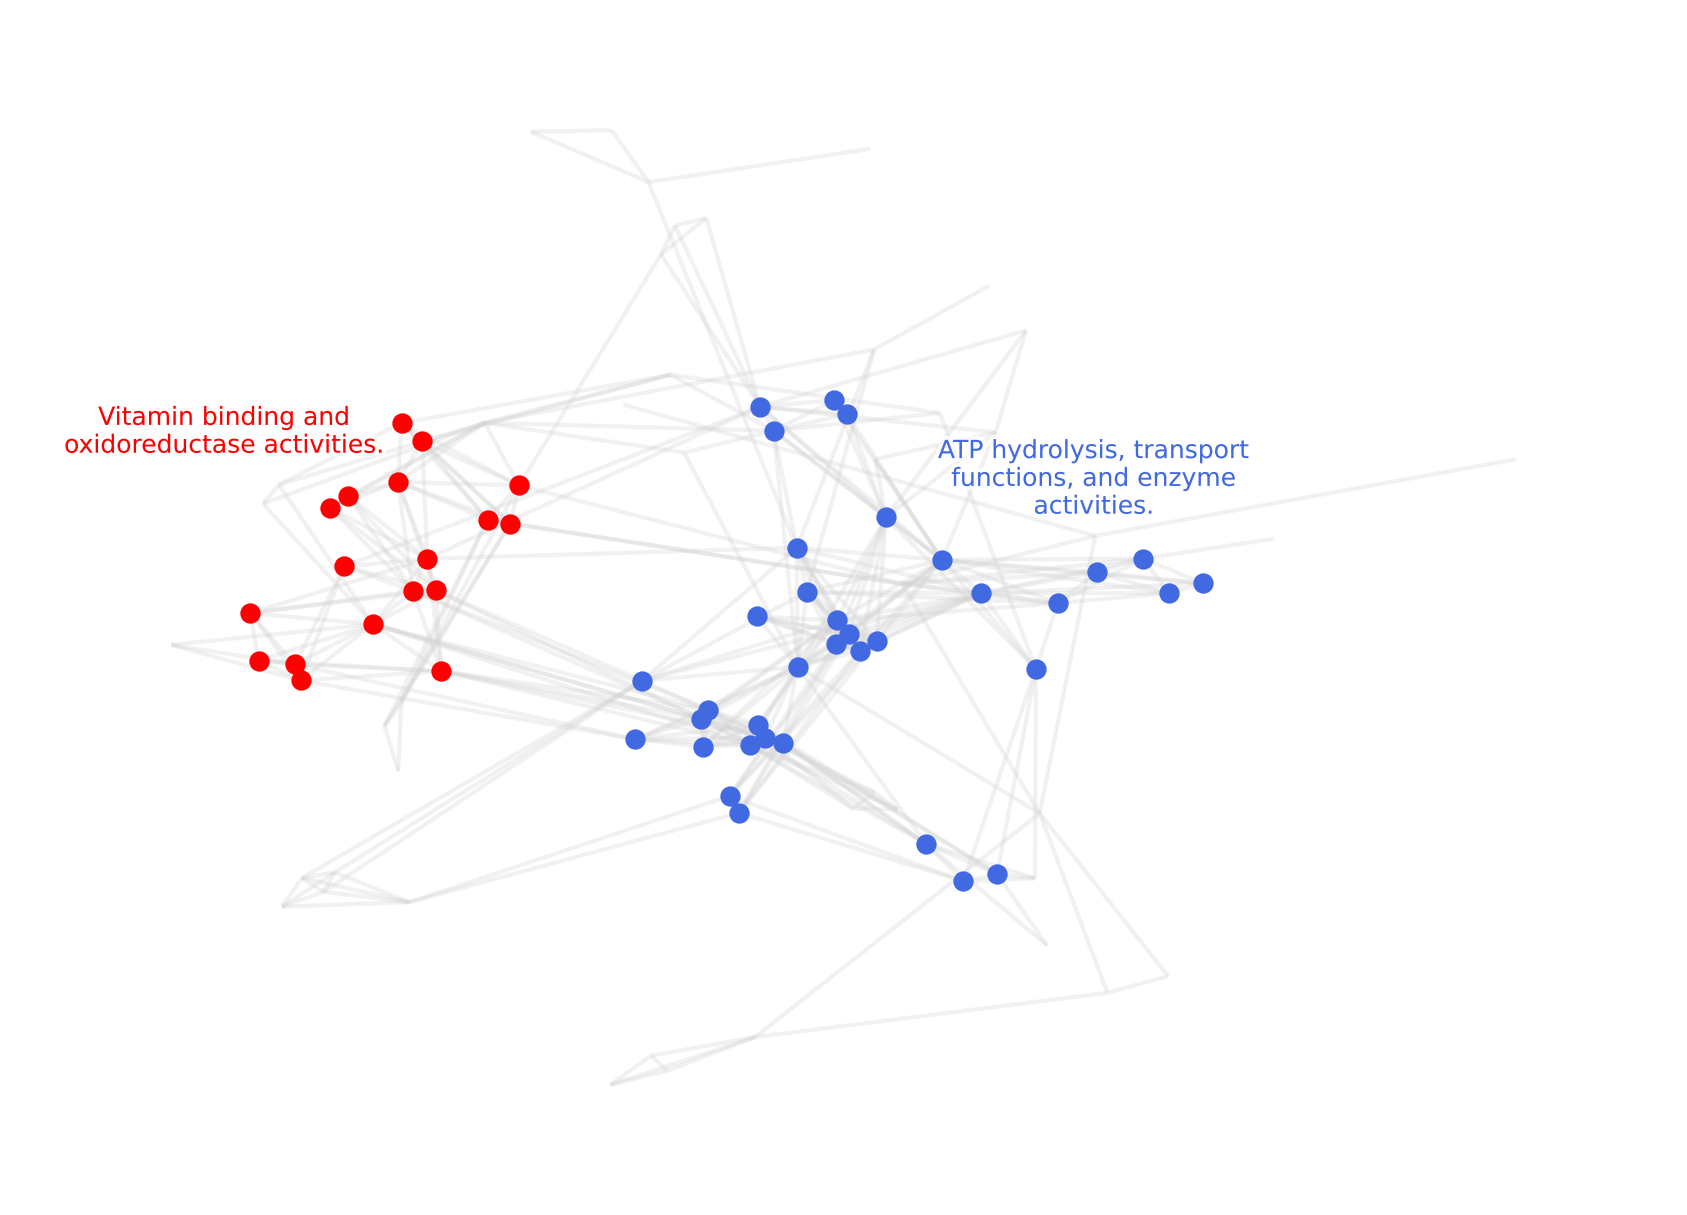 Vitamin binding and
oxidoreductase activities.
ATP hydrolysis, transport
functions, and enzyme
activities.